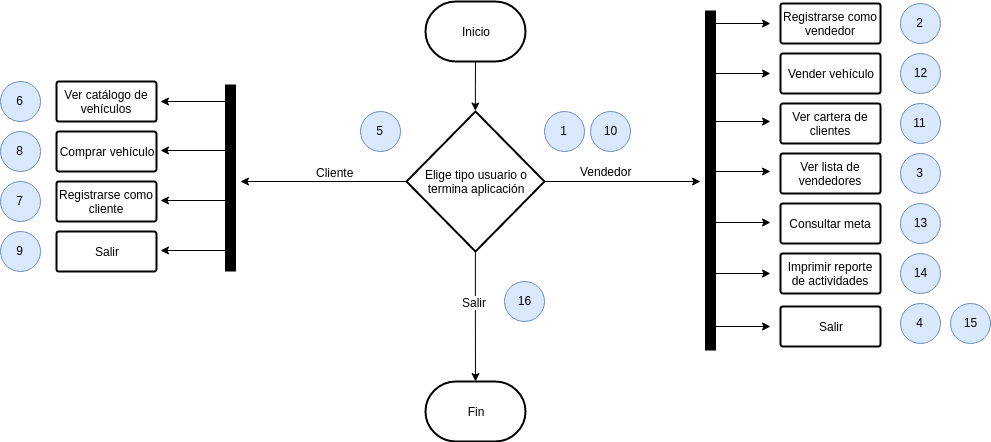 Inicio
Elige tipo usuario o
termina aplicación
5
1
10
Cliente
Vendedor
Salir
16
Fin
6
Ver catálogo de
vehículos
8
Comprar vehículo
7
Registrarse como
cliente
9
Salir
Registrarse como
vendedor
2
Vender vehículo
12
Ver cartera de
clientes
11
Ver lista de
vendedores
3
Consultar meta
13
Imprimir reporte
de actividades
14
Salir
4
15